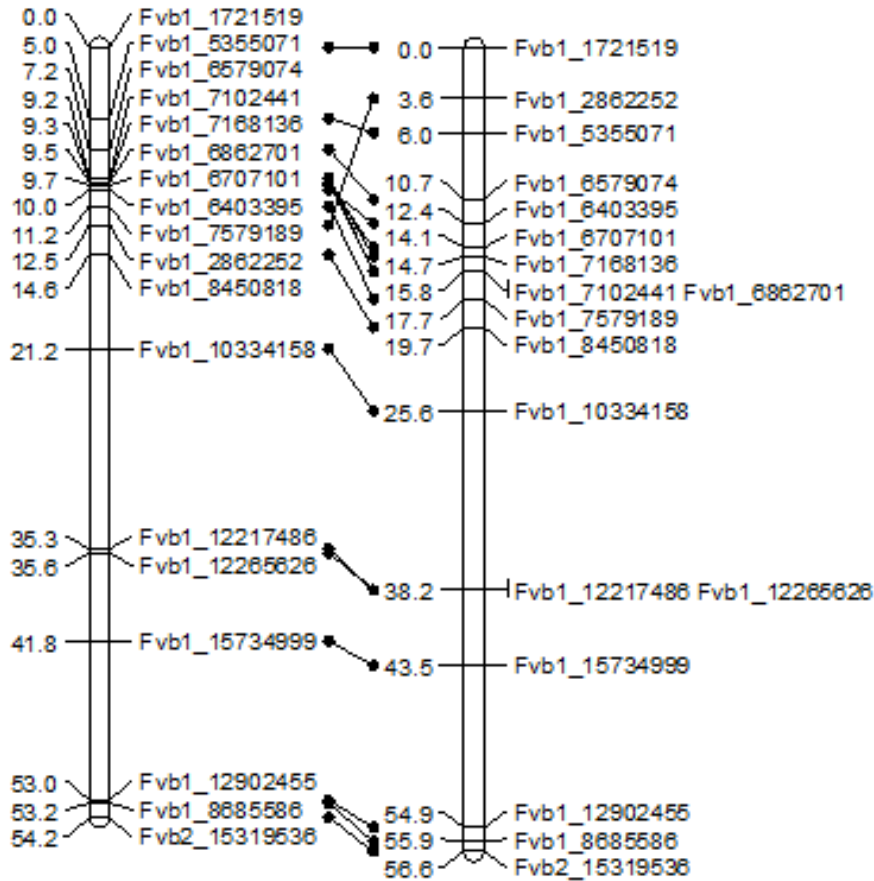 0.0 Fvb1_1721519
5.0 Fvb1_5355071
7.2 Fvb1_6579074
9.2 Fvb1_7102441
9.3 Fvb1_7168136
9.5 Fvb1_6862701
9.7 Fvb1_6707101
10.0 Fvb1_6403395
11.2 Fvb1_7579189
12.5 Fvb1_2862252
14.6 Fvb1_8450818
21.2 Fvb1_10334158
35.3 Fvb1_12217486
35.6 Fvb1_12265626
41.8 Fvb1_15734999
53.0 Fvb1_12902455
53.2 Fvb1_8685586
54.2 Fvb2_15319536
0.0 Fvb1_1721519
3.6 Fvb1_2862252
6.0 Fvb1_5355071
10.7 Fvb1_6579074
12.4 Fvb1_6403395
14.1 Fvb1_6707101
14.7 Fvb1_7168136
15.8 Fvb1_7102441 Fvb1_6862701
17.7 Fvb1_7579189
19.7 Fvb1_8450818
25.6 Fvb1_10334158
38.2 Fvb1_12217486 Fvb1_12265626
43.5 Fvb1_15734999
54.9 Fvb1_12902455
55.9 Fvb1_8685586
56.6 Fvb2_15319536